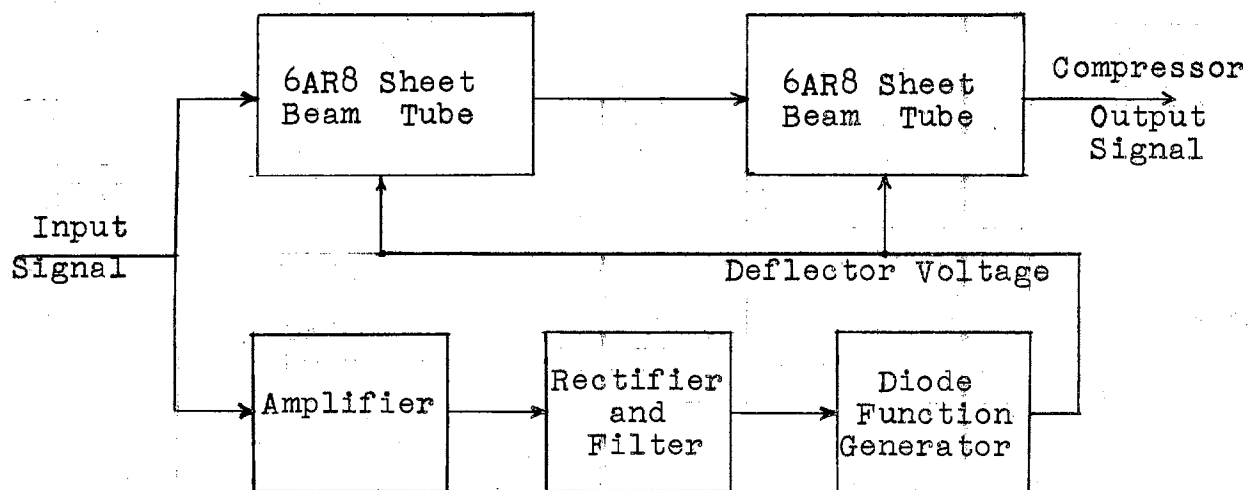 6AR8 Sheet
Beam Tube
6AR8 Sheet
Beam Tube
Compressor
Output
Signal
Input
Signal
Deflector Voltage
Amplifier
Rectifier
and
Filter
Diode
Function
Generator